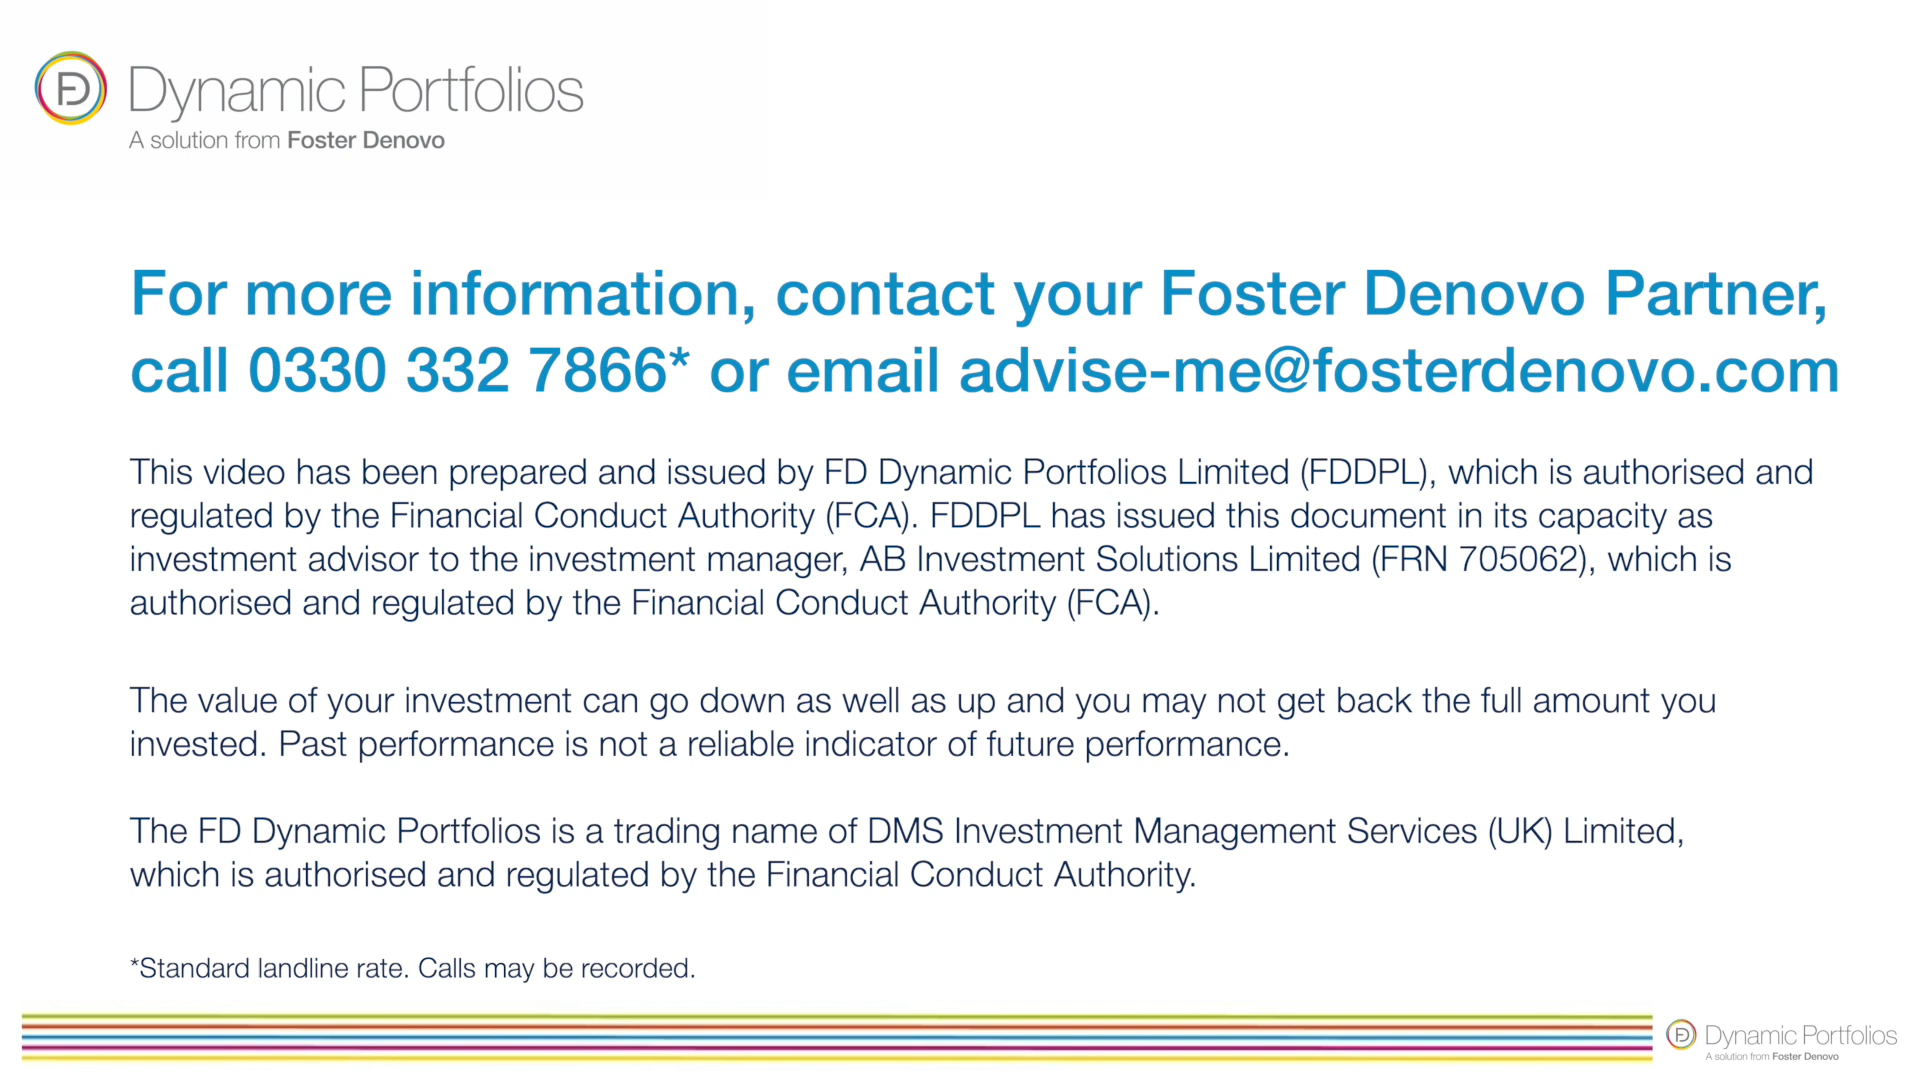 FD Dynamic Portfolios
A solution from Foster Denovo
For more information, contact your Foster Denovo Partner,
call 0330 332 7866* or email advise-me@fosterdenovo.com
This video has been prepared and issued by FD Dynamic Portfolios Limited (FDDPL), which is authorised and
regulated by the Financial Conduct Authority (FCA). FDDPL has issued this document in its capacity as
investment advisor to the investment manager, AB Investment Solutions Limited (FRN 705062), which is
authorised and regulated by the Financial Conduct Authority (FCA).
The value of your investment can go down as well as up and you may not get back the full amount you
invested. Past performance is not a reliable indicator of future performance.
The FD Dynamic Portfolios is a trading name of DMS Investment Management Services (UK) Limited,
which is authorised and regulated by the Financial Conduct Authority.
*Standard landline rate. Calls may be recorded.
FD Dynamic Portfolios
A solution from Foster Denovo